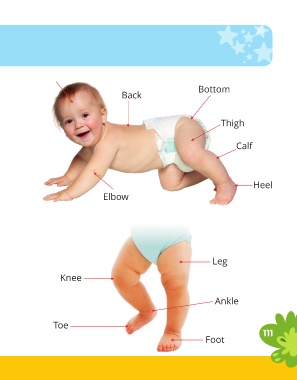 Back
Bottom
Thigh
Calf
Heel
Elbow
Leg
Knee
Ankle
Toe
Foot
111